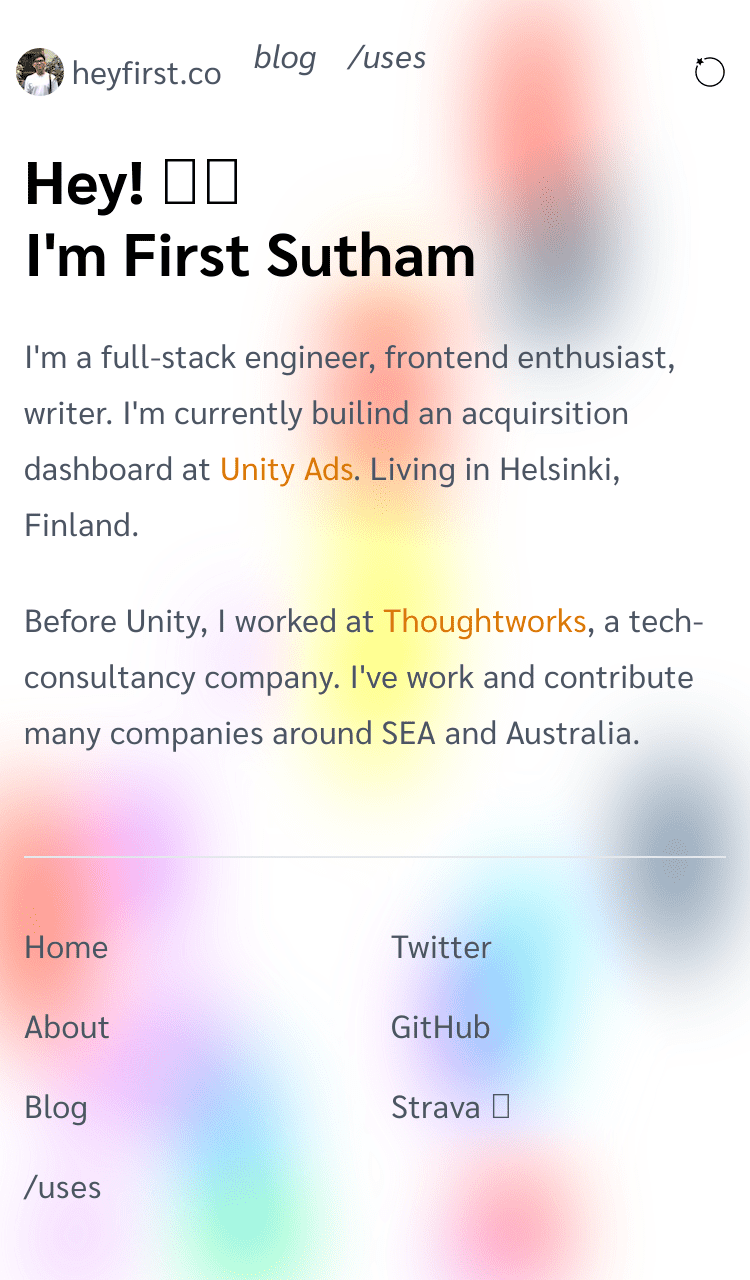 heyfirst.co blog /uses
Hey! 
I'm First Sutham
I'm a full-stack engineer, frontend enthusiast,
writer. I'm currently builind an acquirsition
dashboard at Unity Ads. Living in Helsinki,
Finland.
Before Unity, I worked at Thoughtworks, a tech-
consultancy company. I've work and contribute
many companies around SEA and Australia.
Home
About
Blog
/uses
Twitter
GitHub
Strava